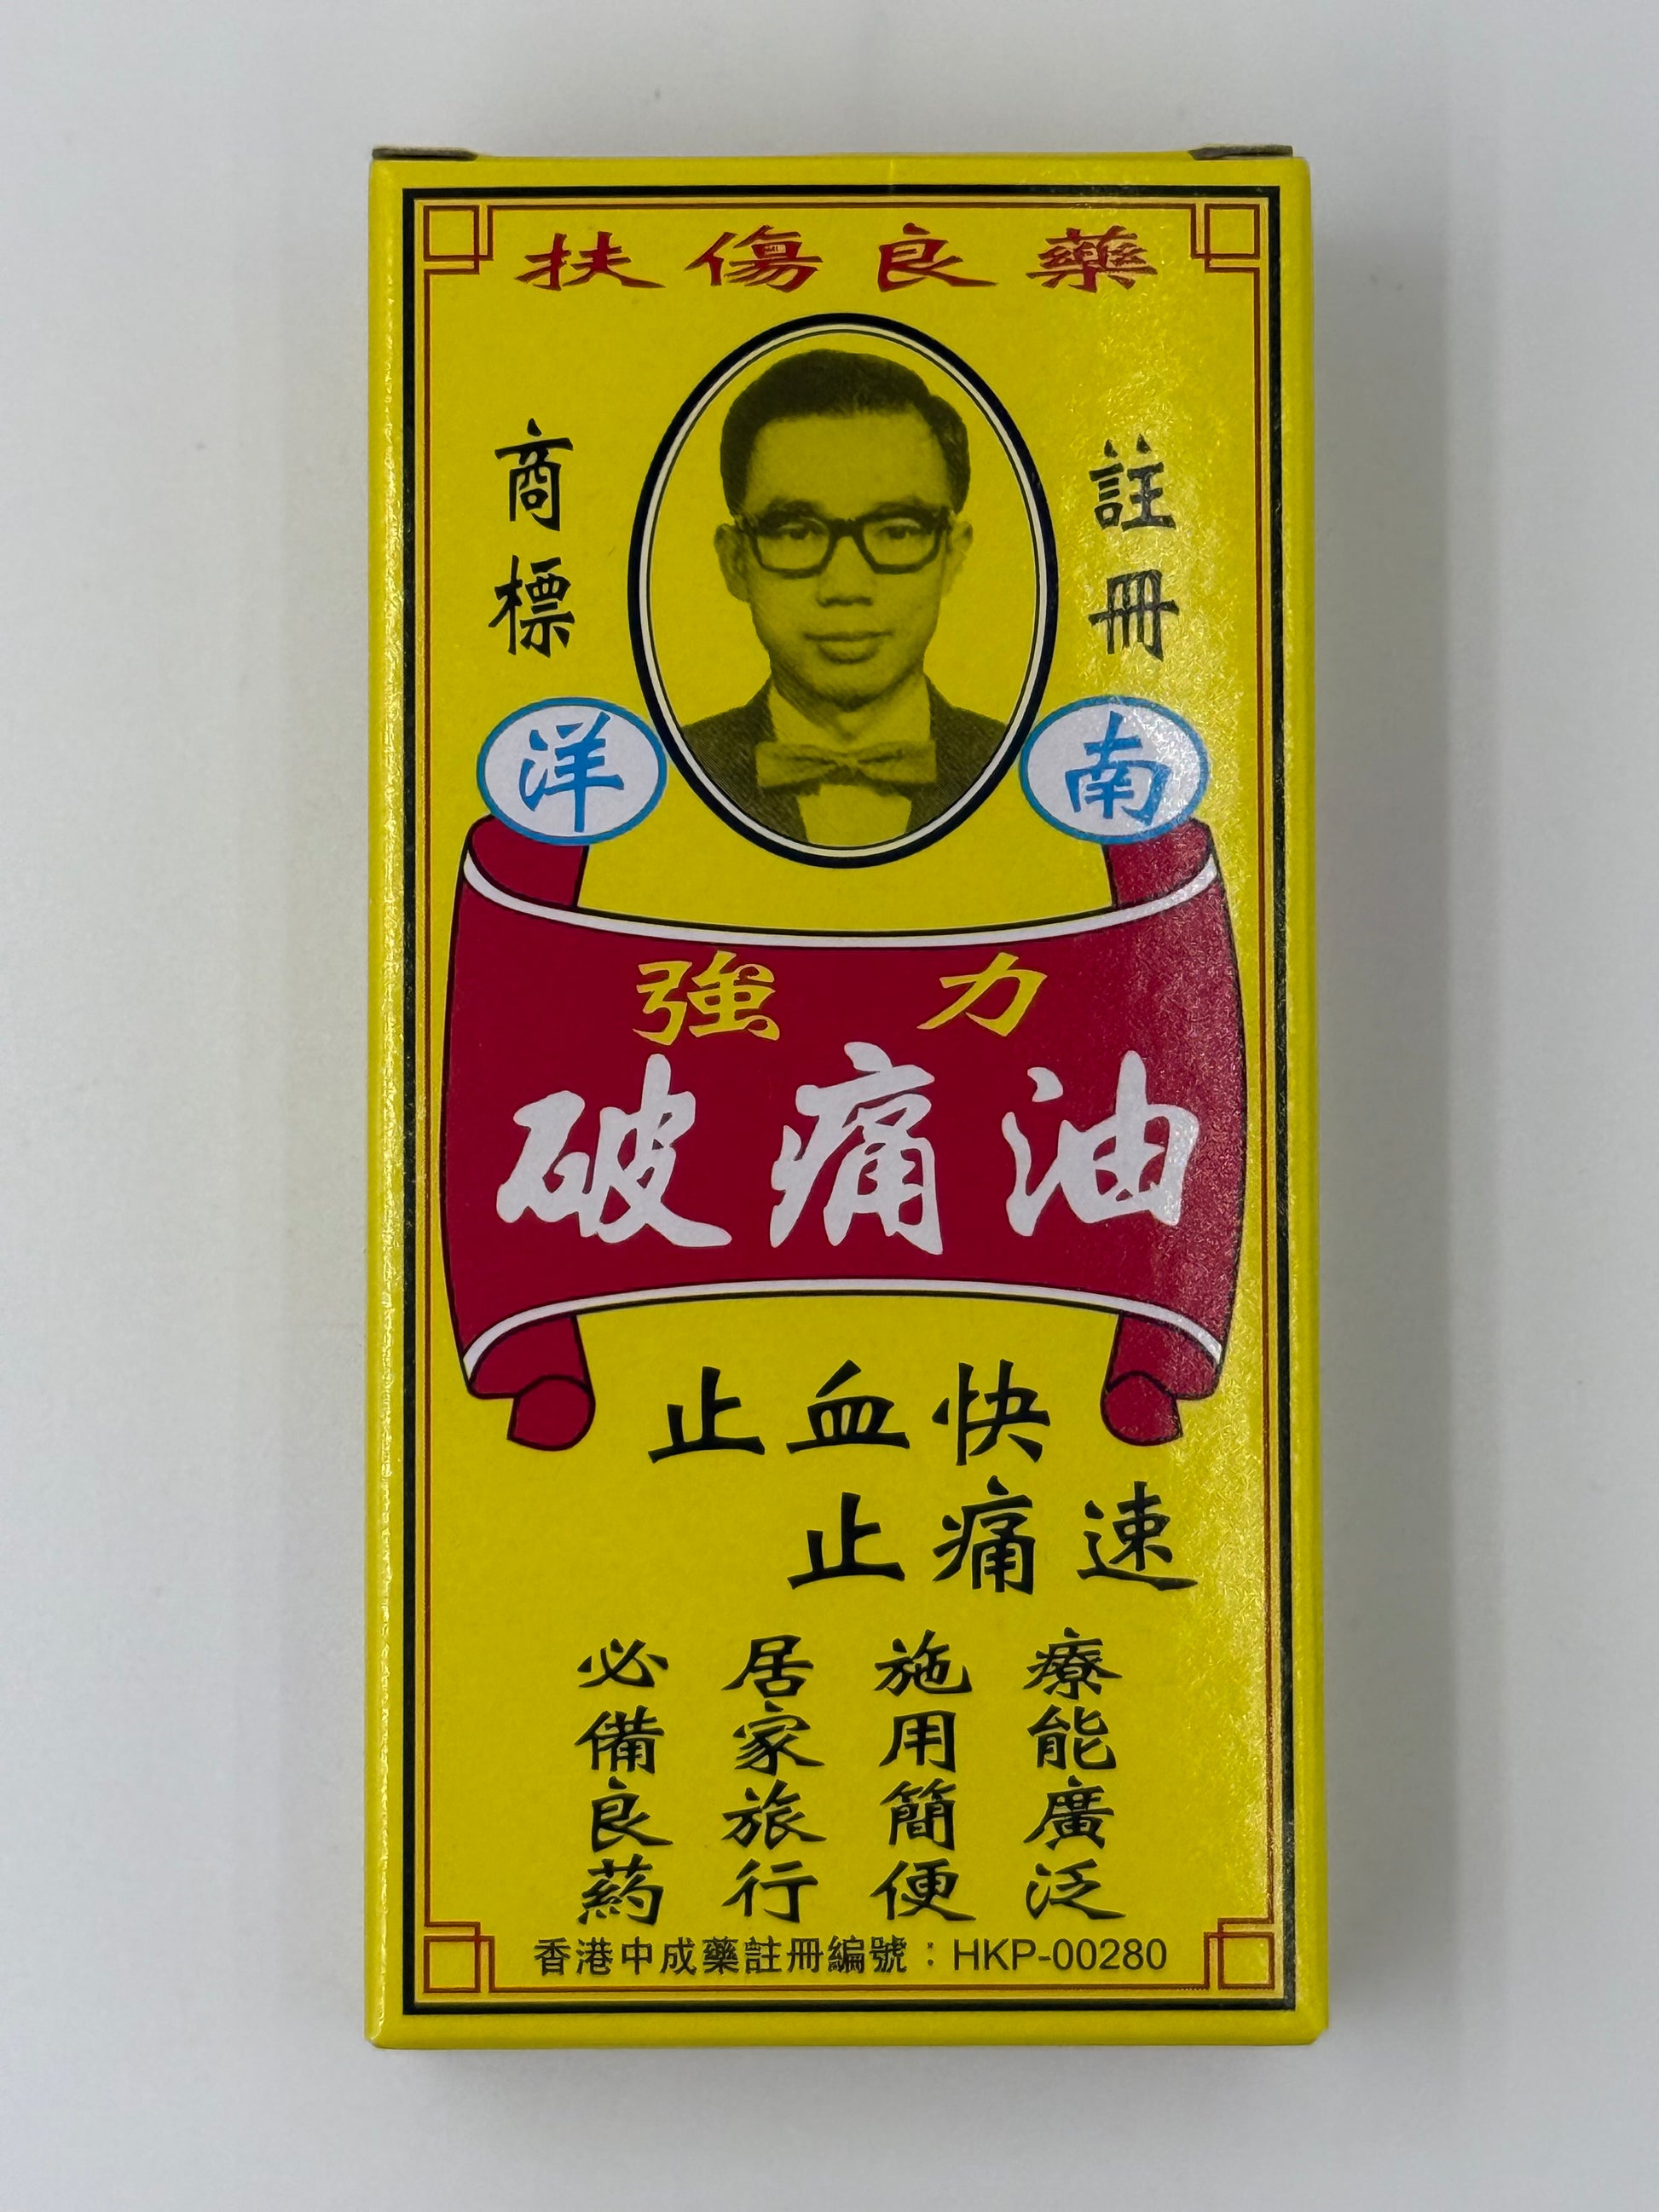 扶傷良藥
註冊
商標
南洋
強力
破痛油
止血快
止痛速
療能廣泛
施用簡便
居家旅行
必備良葯
香港中成藥註冊編號：HKP-00280